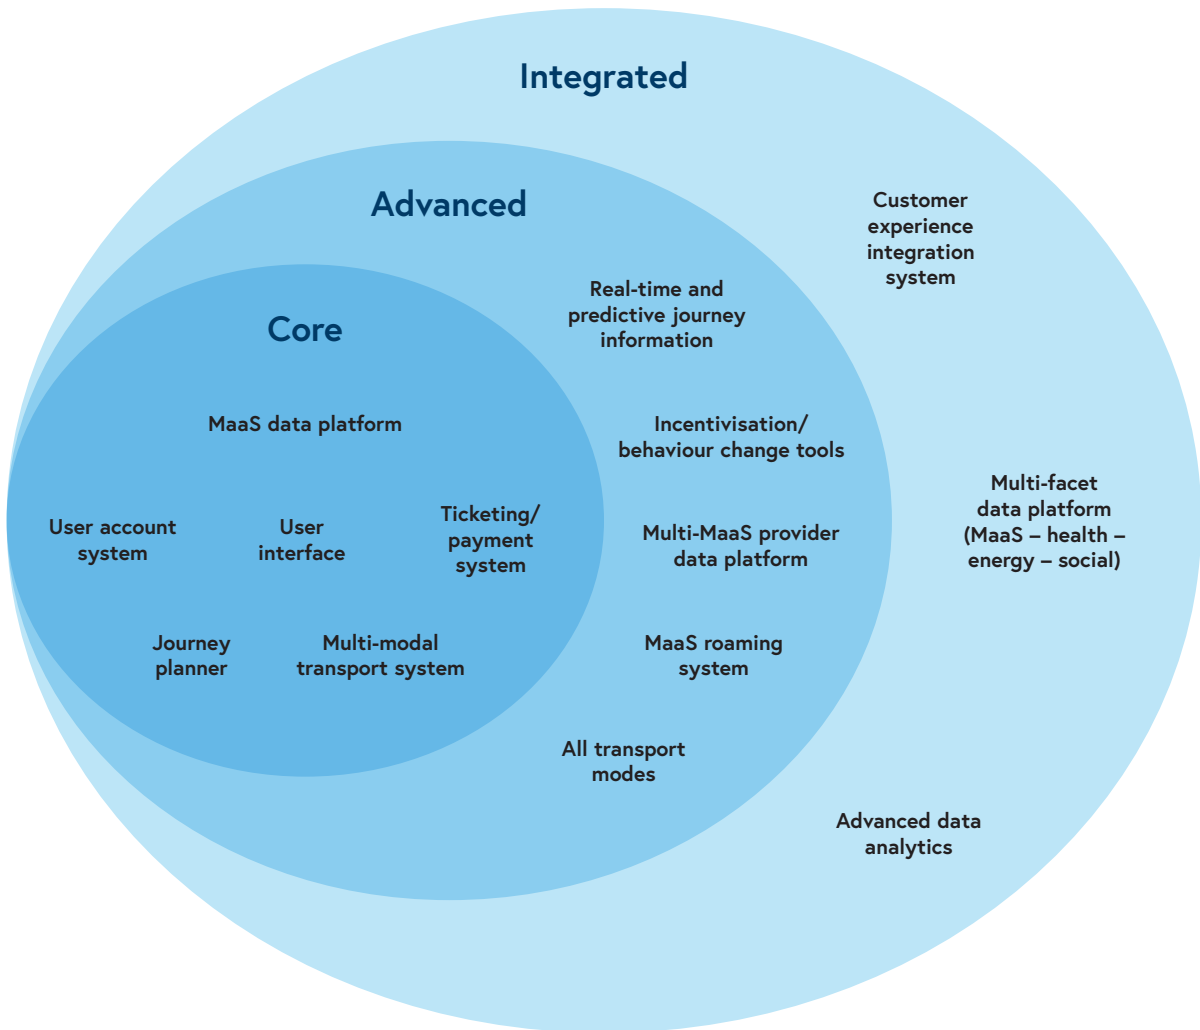 Integrated
Advanced
Core
MaaS data platform
User account
system
User
interface
Ticketing/
payment
system
Journey
planner
Multi-modal
transport system
Real-time and
predictive journey
information
Incentivisation/
behaviour change tools
Multi-MaaS provider
data platform
MaaS roaming
system
All transport
modes
Customer
experience
integration
system
Multi-facet
data platform
(MaaS – health –
energy – social)
Advanced data
analytics